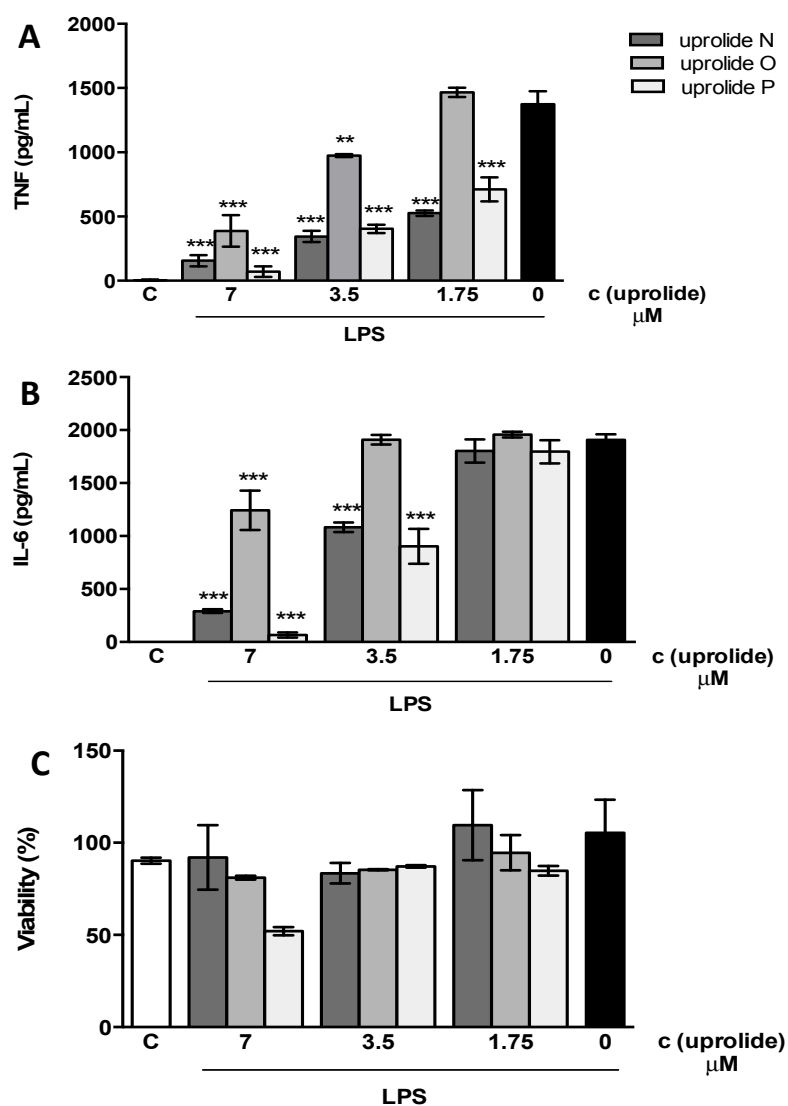 A
2000
1500
1000
500
0
TNF (pg/mL)
uprolide N
uprolide O
uprolide P
*** *** *** *** ** *** *** ***
C 7 3.5 1.75 0 c (uprolide)
μM
LPS
B
2500
2000
1500
1000
500
0
IL-6 (pg/mL)
*** *** *** *** ***
C 7 3.5 1.75 0 c (uprolide)
μM
LPS
C
150
100
50
0
Viability (%)
C 7 3.5 1.75 0 c (uprolide)
μM
LPS